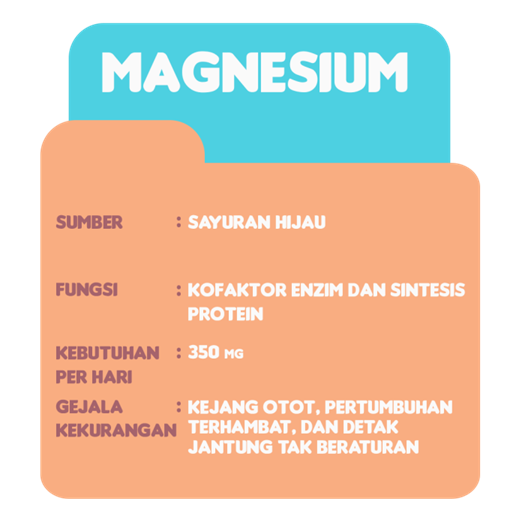 MAGNESIUM
SUMBER : SAYURAN HIJAU
FUNGSI : KOFAKTOR ENZIM DAN SINTESIS
PROTEIN
KEBUTUHAN : 350 MG
PER HARI
GEJALA : KEJANG OTOT, PERTUMBUHAN
KEKURANGAN TERHAMBAT, DAN DETAK
JANTUNG TAK BERATURAN